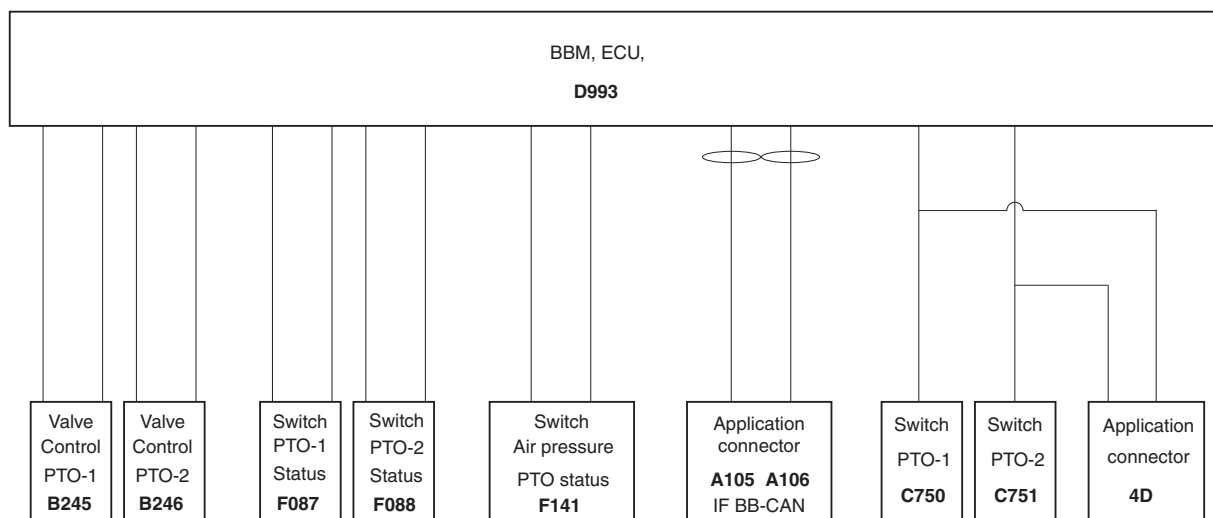 BBM, ECU,
D993
Valve
Control
PTO-1
B245
Valve
Control
PTO-2
B246
Switch
PTO-1
Status
F087
Switch
PTO-2
Status
F088
Switch
Air pressure
PTO status
F141
Application
connector
A105 A106
IF BB-CAN
Switch
PTO-1
C750
Switch
PTO-2
C751
Application
connector
4D